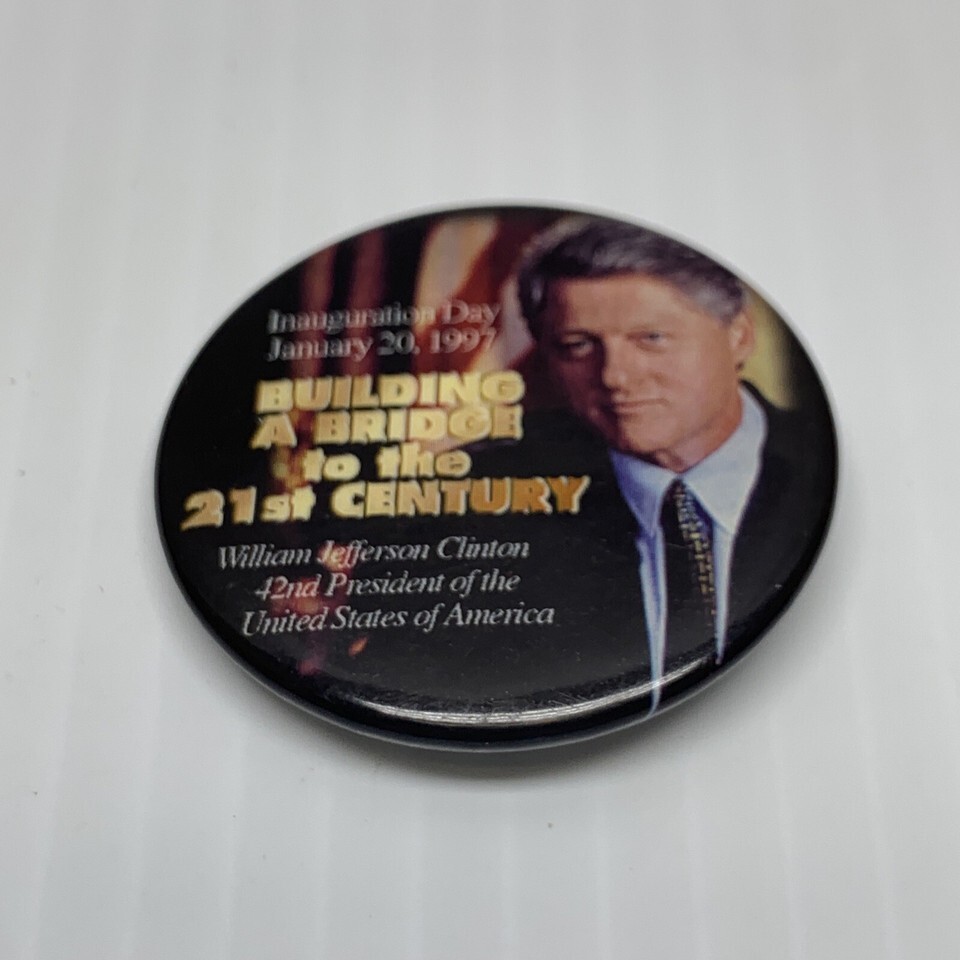 Inauguration Day
January 20, 1997
BUILDING
A BRIDGE
to the
21st CENTURY
William Jefferson Clinton
42nd President of the
United States of America